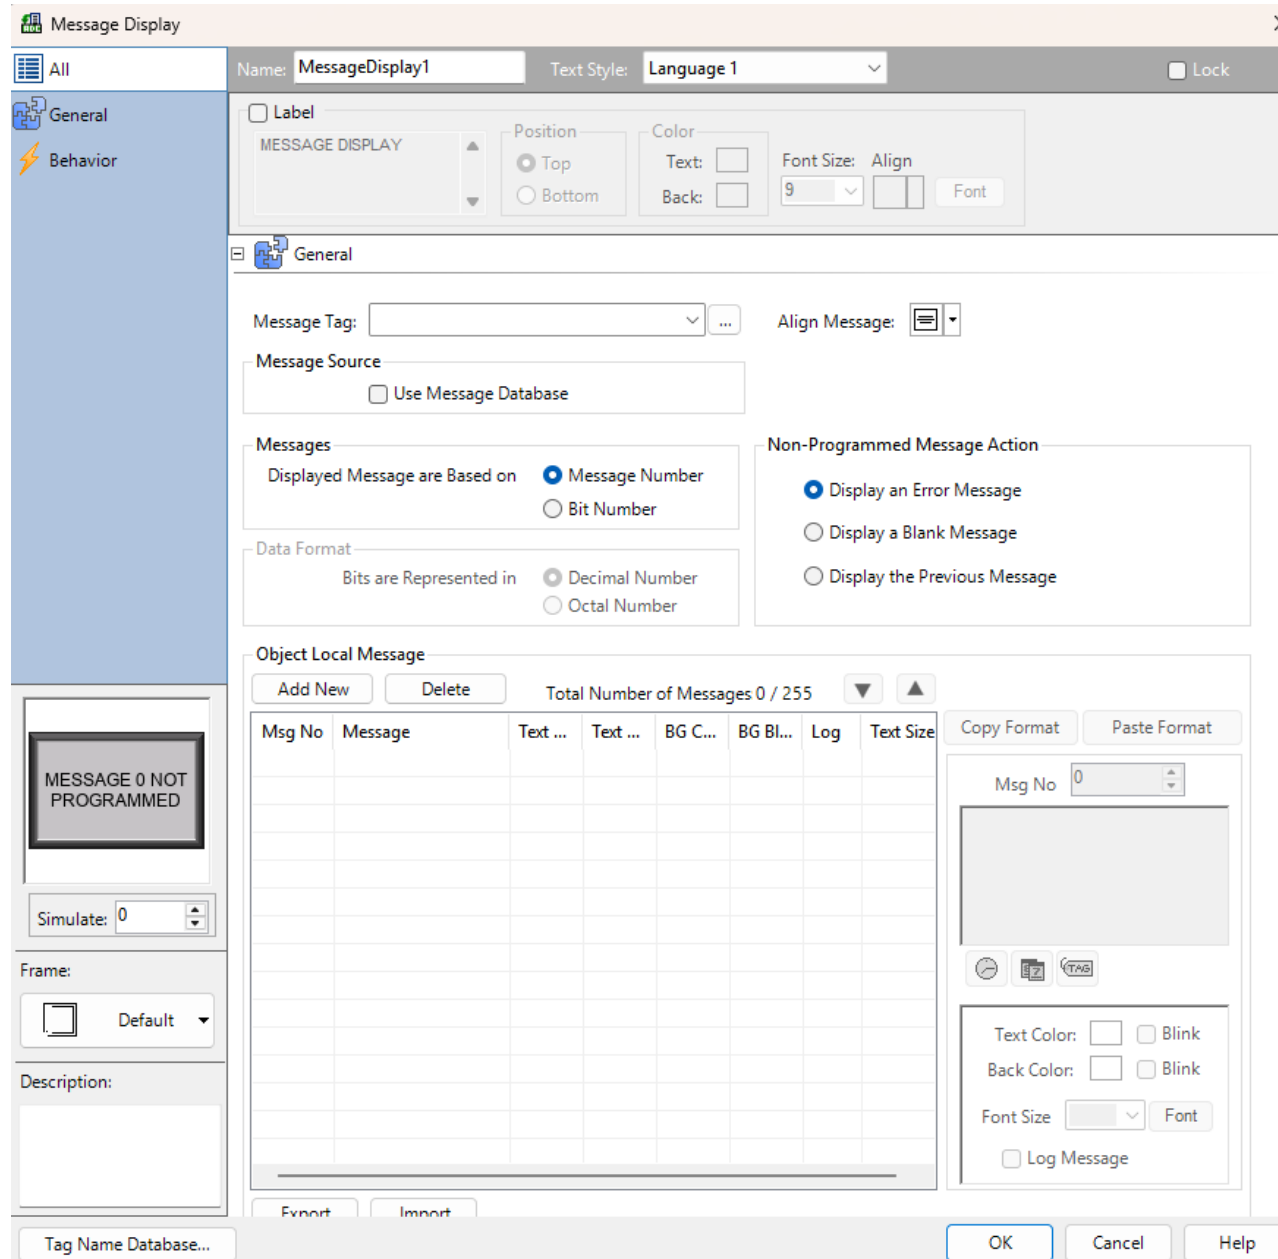 Message Display
All
General
Behavior
Name: MessageDisplay1 Text Style: Language 1 Lock
Label
MESSAGE DISPLAY
Position
Top
Bottom
Color
Text:
Back:
Font Size: Align
9 Font
General
Message Tag: ... Align Message:
Message Source
Use Message Database
Messages
Displayed Message are Based on Message Number
Bit Number
Data Format
Bits are Represented in Decimal Number
Octal Number
Non-Programmed Message Action
Display an Error Message
Display a Blank Message
Display the Previous Message
Object Local Message
Add New Delete Total Number of Messages 0 / 255
Msg No Message Text ... Text ... BG C... BG Bl... Log Text Size
Copy Format Paste Format
Msg No 0
TAG
Text Color: Blink
Back Color: Blink
Font Size Font
Log Message
Export Import
MESSAGE 0 NOT
PROGRAMMED
Simulate: 0
Frame:
Default
Description:
Tag Name Database... OK Cancel Help